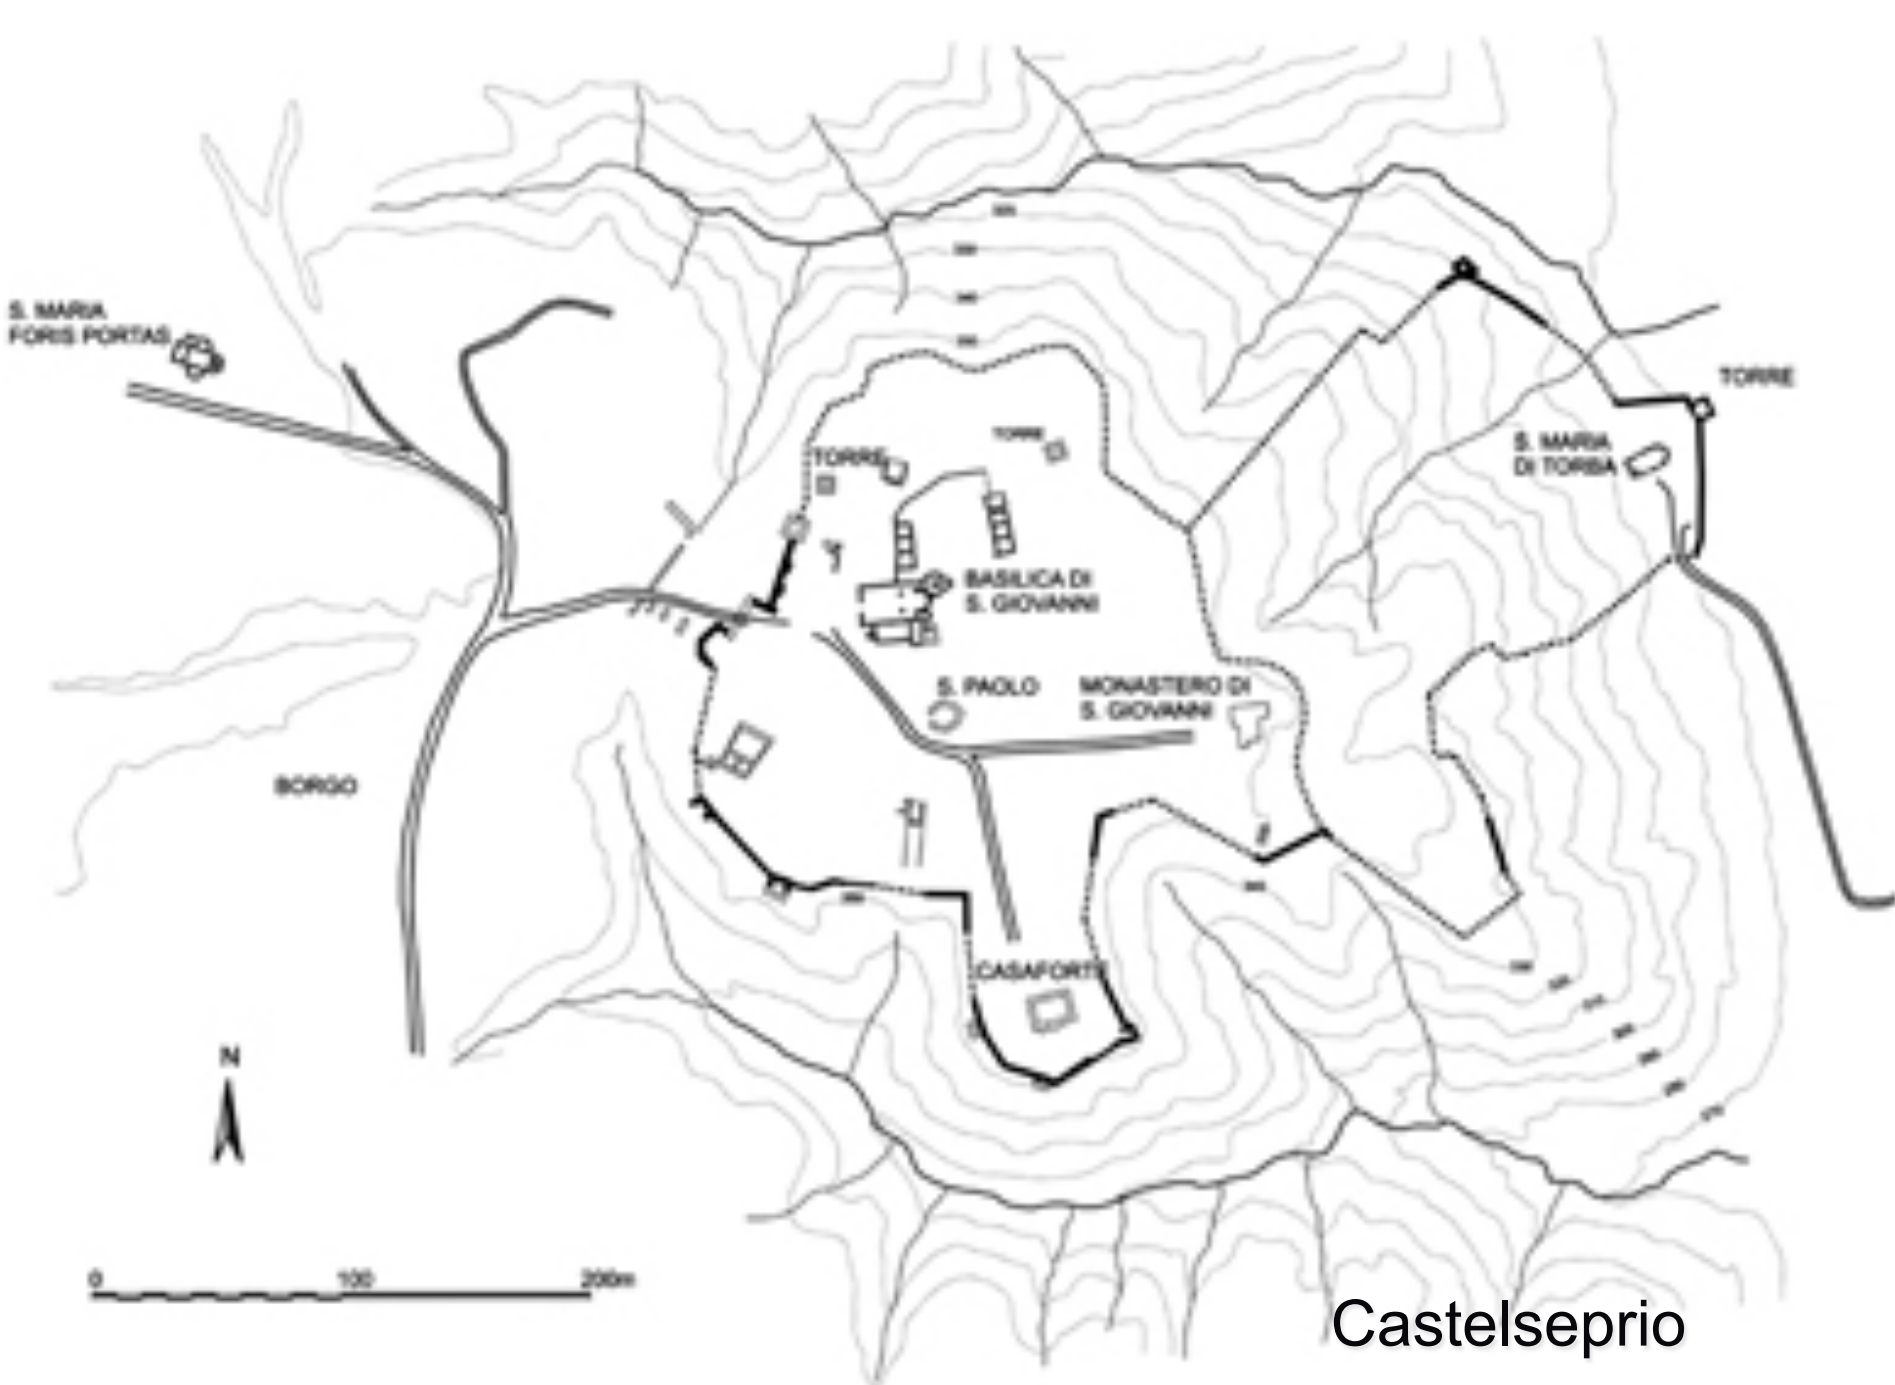 S. MARIA
FORIS PORTAS
TORRE
TORRE
TORRE
S. MARIA
DI TORBA
BASILICA DI
S. GIOVANNI
S. PAOLO
MONASTERO DI
S. GIOVANNI
BORGO
CASAFORTE
N
0 100 200m
Castelseprio